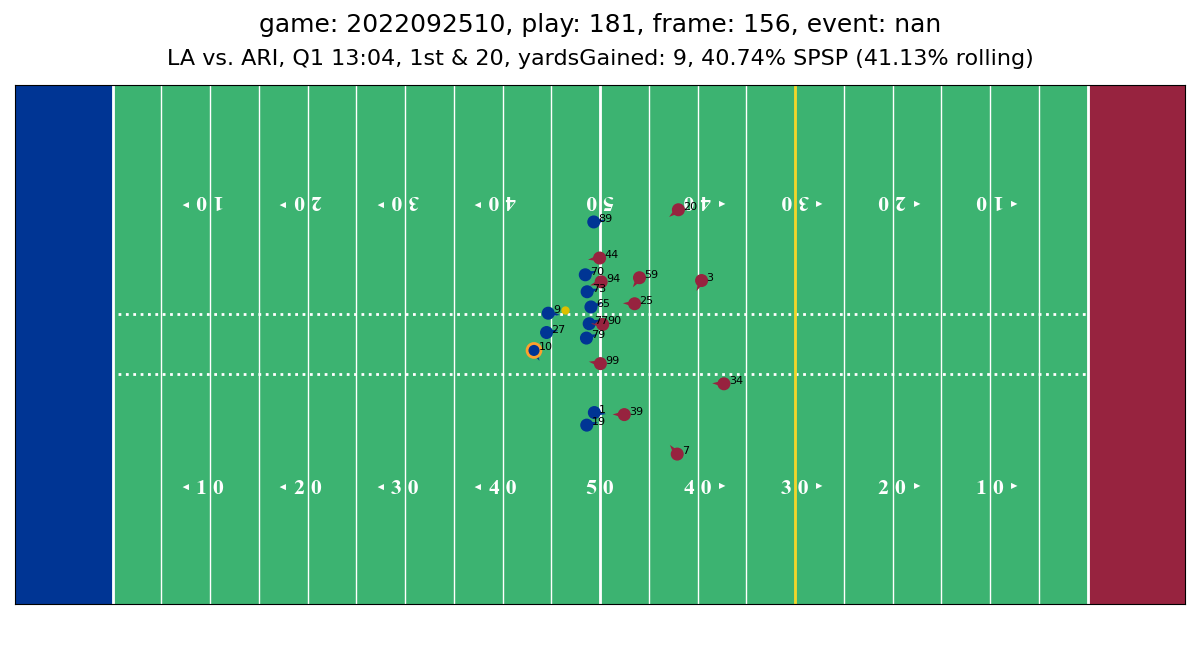 game: 2022092510, play: 181, frame: 156, event: nan
LA vs. ARI, Q1 13:04, 1st & 20, yardsGained: 9, 40.74% SPSP (41.13% rolling)
10 20 30 40 50 40 30 20 10
20
89
44
70 94 59 3
73
65 25
9
77 90
27 79
10
99
34
1 39
19
7
10 20 30 40 50 40 30 20 10